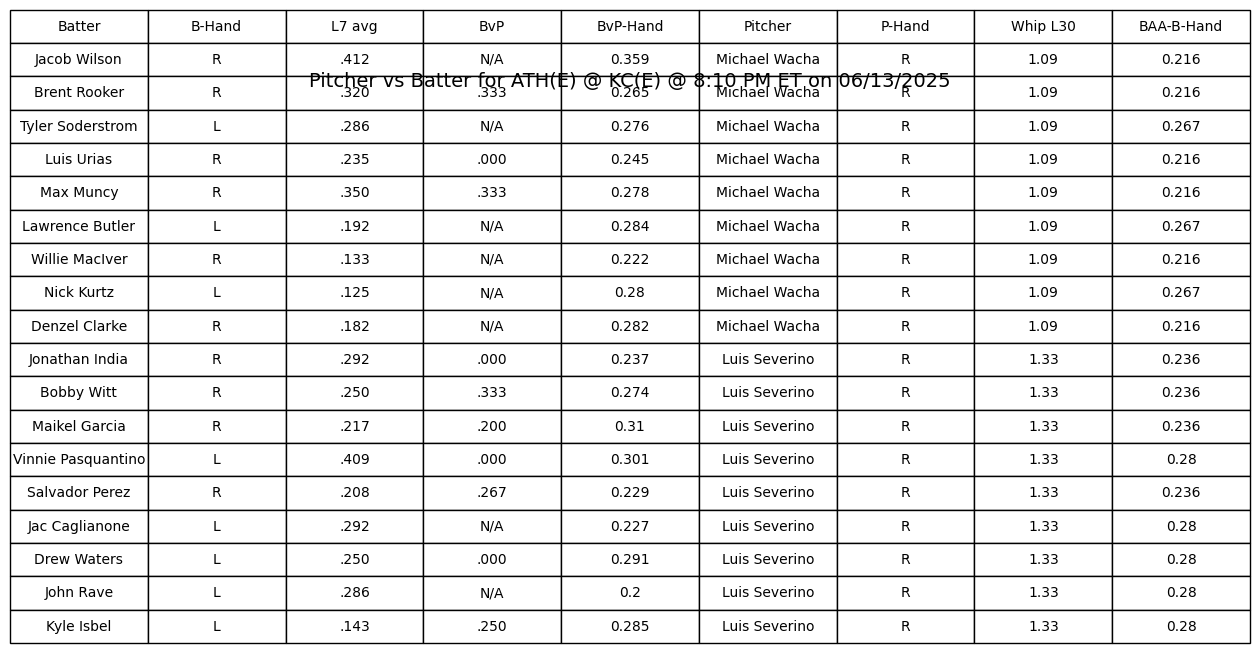 Batter B-Hand L7 avg BvP BvP-Hand Pitcher P-Hand Whip L30 BAA-B-Hand
Jacob Wilson R .412 N/A 0.359 Michael Wacha R 1.09 0.216
Pitcher vs Batter for ATH(E) @ KC(E) @ 8:10 PM ET on 06/13/2025
Brent Rooker R .320 .333 0.265 Michael Wacha R 1.09 0.216
Tyler Soderstrom L .286 N/A 0.276 Michael Wacha R 1.09 0.267
Luis Urias R .235 .000 0.245 Michael Wacha R 1.09 0.216
Max Muncy R .350 .333 0.278 Michael Wacha R 1.09 0.216
Lawrence Butler L .192 N/A 0.284 Michael Wacha R 1.09 0.267
Willie MacIver R .133 N/A 0.222 Michael Wacha R 1.09 0.216
Nick Kurtz L .125 N/A 0.28 Michael Wacha R 1.09 0.267
Denzel Clarke R .182 N/A 0.282 Michael Wacha R 1.09 0.216
Jonathan India R .292 .000 0.237 Luis Severino R 1.33 0.236
Bobby Witt R .250 .333 0.274 Luis Severino R 1.33 0.236
Maikel Garcia R .217 .200 0.31 Luis Severino R 1.33 0.236
Vinnie Pasquantino L .409 .000 0.301 Luis Severino R 1.33 0.28
Salvador Perez R .208 .267 0.229 Luis Severino R 1.33 0.236
Jac Caglianone L .292 N/A 0.227 Luis Severino R 1.33 0.28
Drew Waters L .250 .000 0.291 Luis Severino R 1.33 0.28
John Rave L .286 N/A 0.2 Luis Severino R 1.33 0.28
Kyle Isbel L .143 .250 0.285 Luis Severino R 1.33 0.28